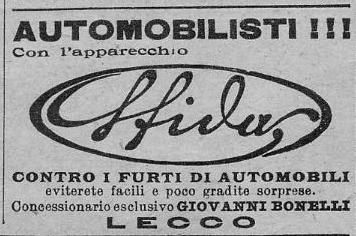 AUTOMOBILISTI !!!
Con l'apparecchio
Sfida
CONTRO I FURTI DI AUTOMOBILI
eviterete facili e poco gradite sorprese.
Concessionario esclusivo GIOVANNI BONELLI
LECCO